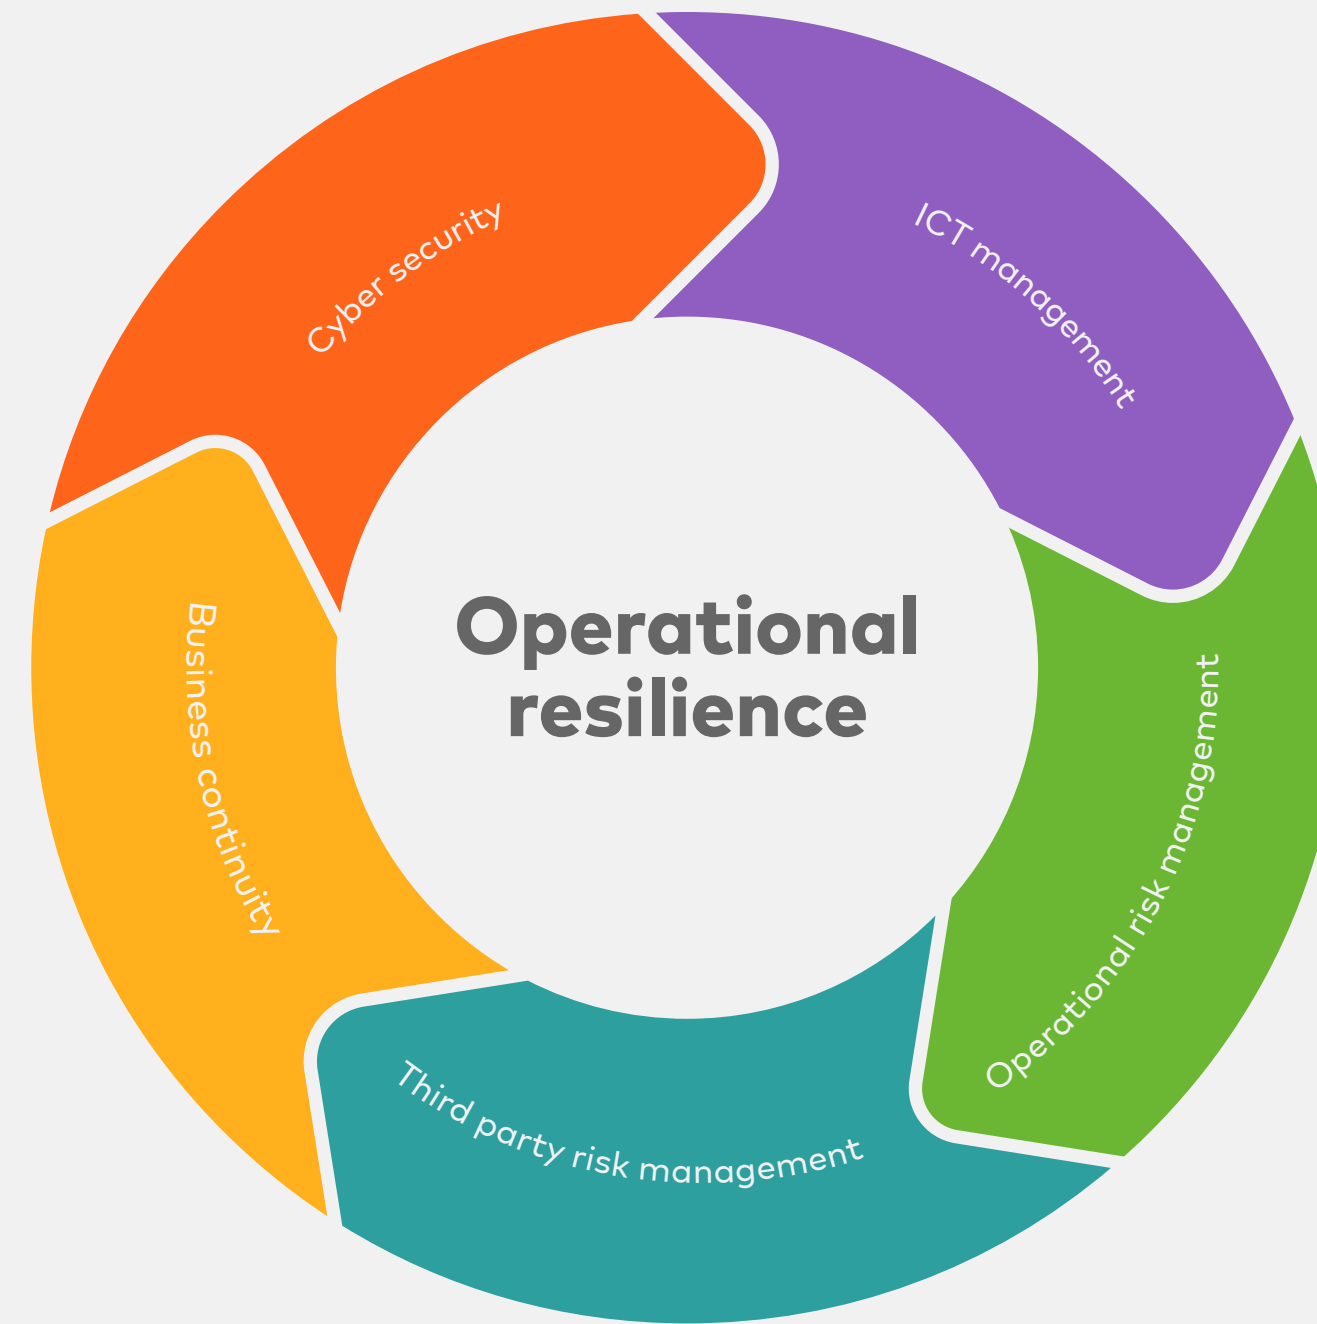 Cyber security
ICT management
Operational
resilience
Business continuity
Operational risk management
Third party risk management